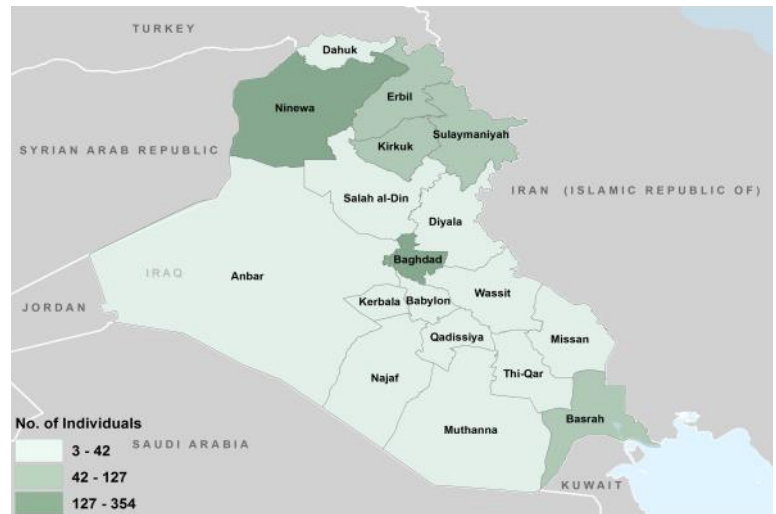 TURKEY
Dahuk
Ninewa
Erbil
Sulaymaniyah
Kirkuk
SYRIAN ARAB REPUBLIC
IRAN (ISLAMIC REPUBLIC OF)
Salah al-Din
Diyala
Baghdad
IRAQ
Anbar
Wassit
Kerbala
Babylon
JORDAN
Qadissiya
Missan
Najaf
Thi-Qar
Basrah
Muthanna
No. of Individuals
SAUDI ARABIA
3 - 42
42 - 127
KUWAIT
127 - 354